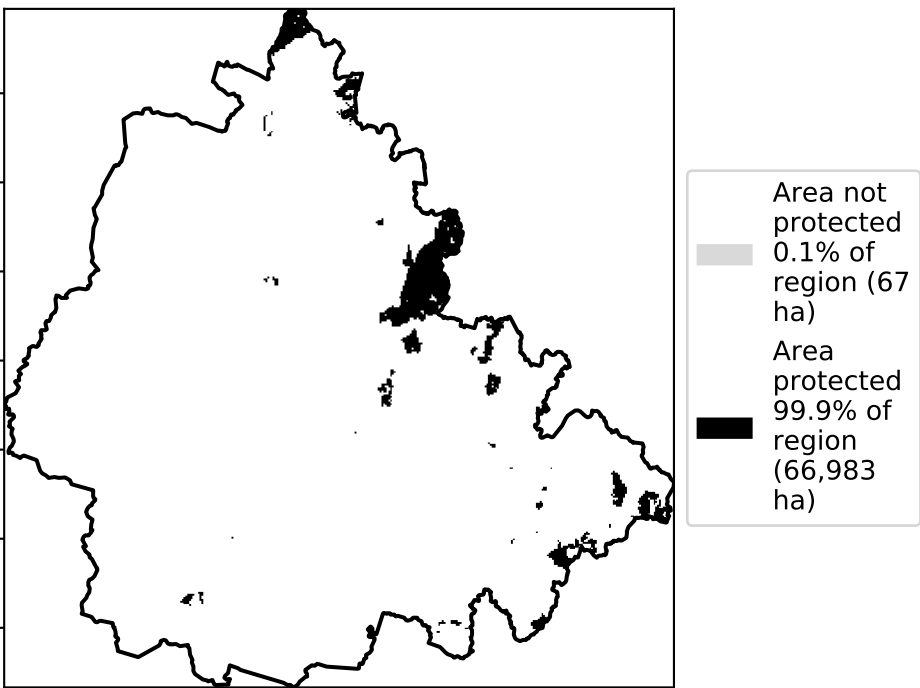 Area not
protected
0.1% of
region (67
ha)
Area
protected
99.9% of
region
(66,983
ha)